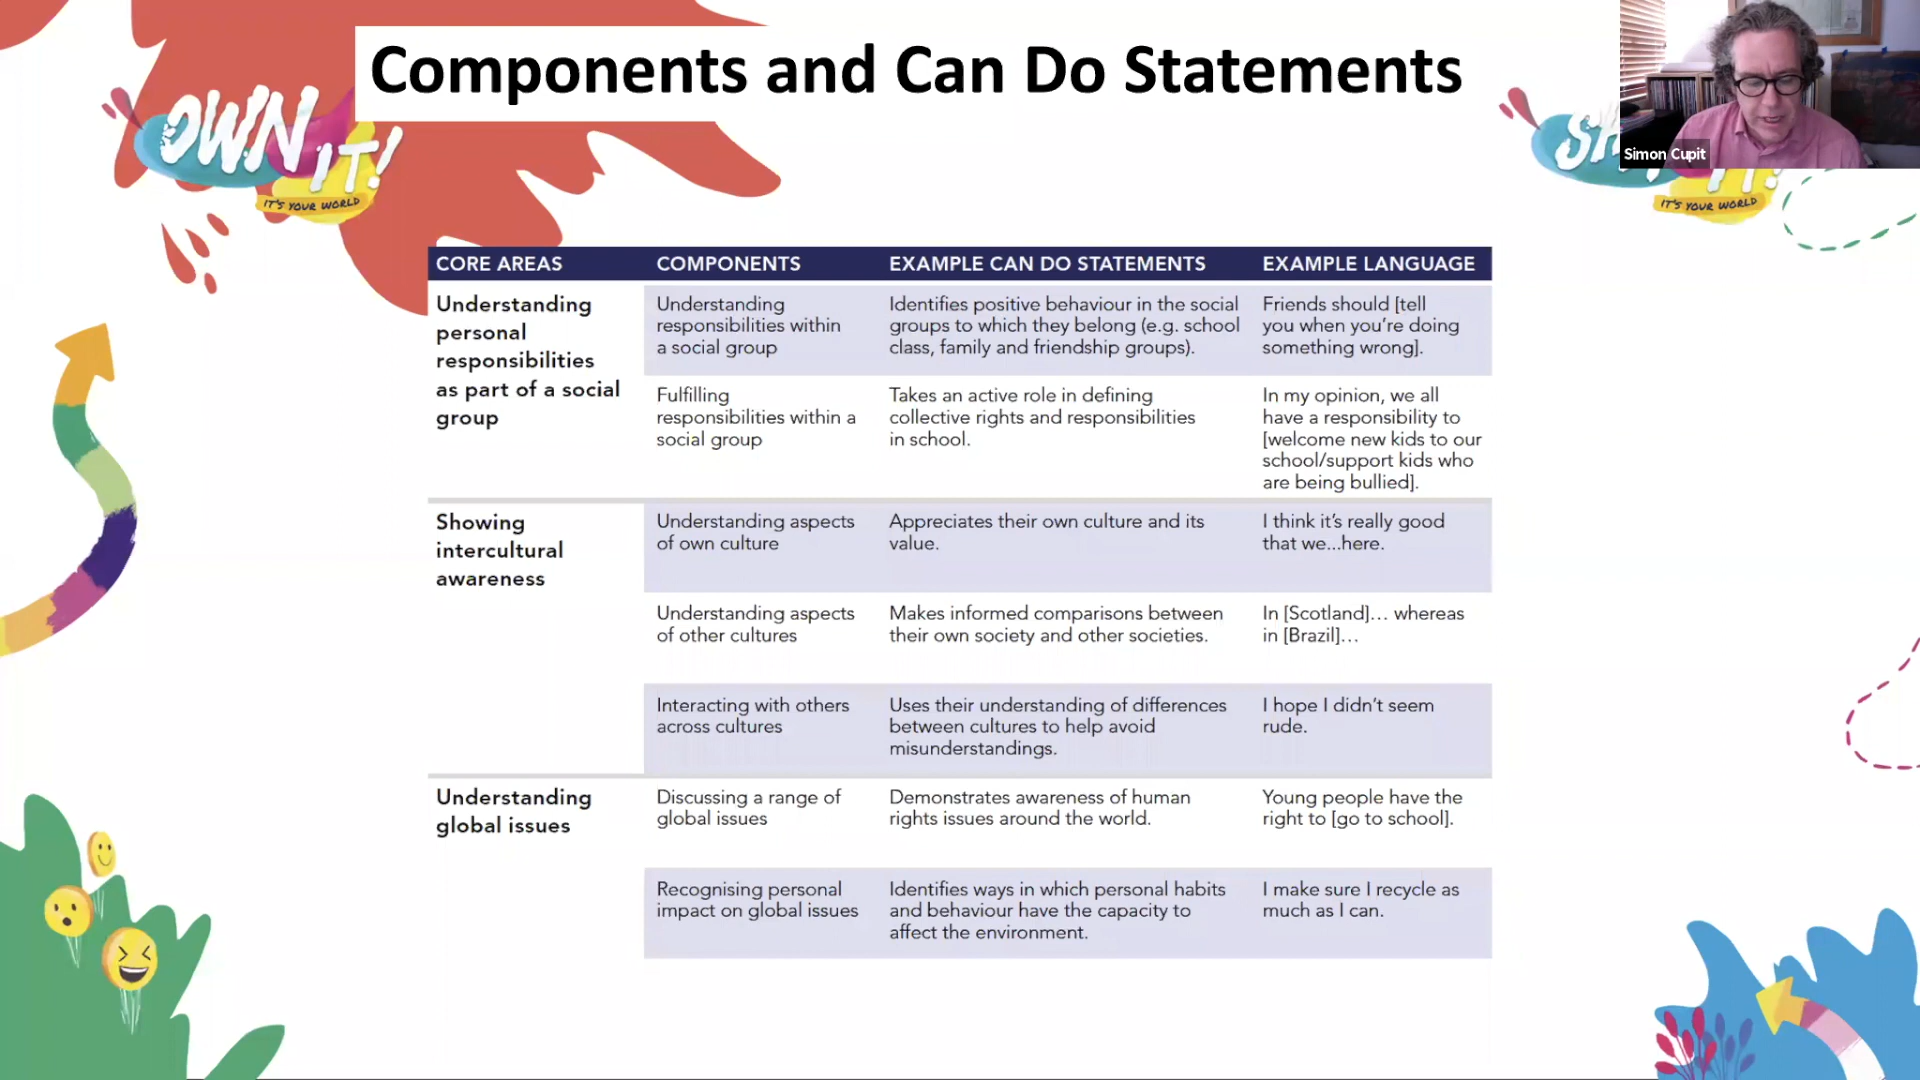 Components and Can Do Statements
OWN
IT!
IT'S YOUR WORLD
Simon Cupit
IT'S YOUR WORLD
CORE AREAS
COMPONENTS
EXAMPLE CAN DO STATEMENTS
EXAMPLE LANGUAGE
Understanding
personal
responsibilities
as part of a social
group
Understanding
responsibilities within
a social group
Identifies positive behaviour in the social
groups to which they belong (e.g. school
class, family and friendship groups).
Friends should [tell
you when you're doing
something wrong].
Fulfilling
responsibilities within a
social group
Takes an active role in defining
collective rights and responsibilities
in school.
In my opinion, we all
have a responsibility to
[welcome new kids to our
school/support kids who
are being bullied].
Showing
intercultural
awareness
Understanding aspects
of own culture
Appreciates their own culture and its
value.
I think it's really good
that we...here.
Understanding aspects
of other cultures
Makes informed comparisons between
their own society and other societies.
In [Scotland]... whereas
in [Brazil]...
Interacting with others
across cultures
Uses their understanding of differences
between cultures to help avoid
misunderstandings.
I hope I didn't seem
rude.
Understanding
global issues
Discussing a range of
global issues
Demonstrates awareness of human
rights issues around the world.
Young people have the
right to [go to school].
Recognising personal
impact on global issues
Identifies ways in which personal habits
and behaviour have the capacity to
affect the environment.
I make sure I recycle as
much as I can.